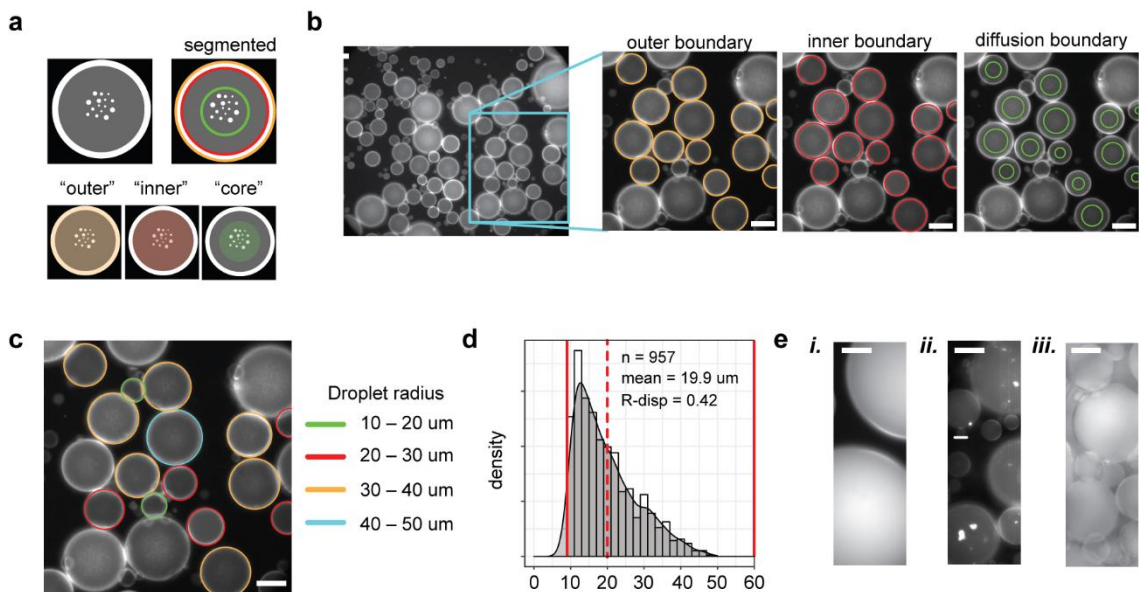 a
segmented
“outer” “inner” “core”
b
outer boundary inner boundary diffusion boundary
c
Droplet radius
10 – 20 um
20 – 30 um
30 – 40 um
40 – 50 um
d
n = 957
mean = 19.9 um
R-disp = 0.42
density
0 10 20 30 40 50 60
e i. ii. iii.